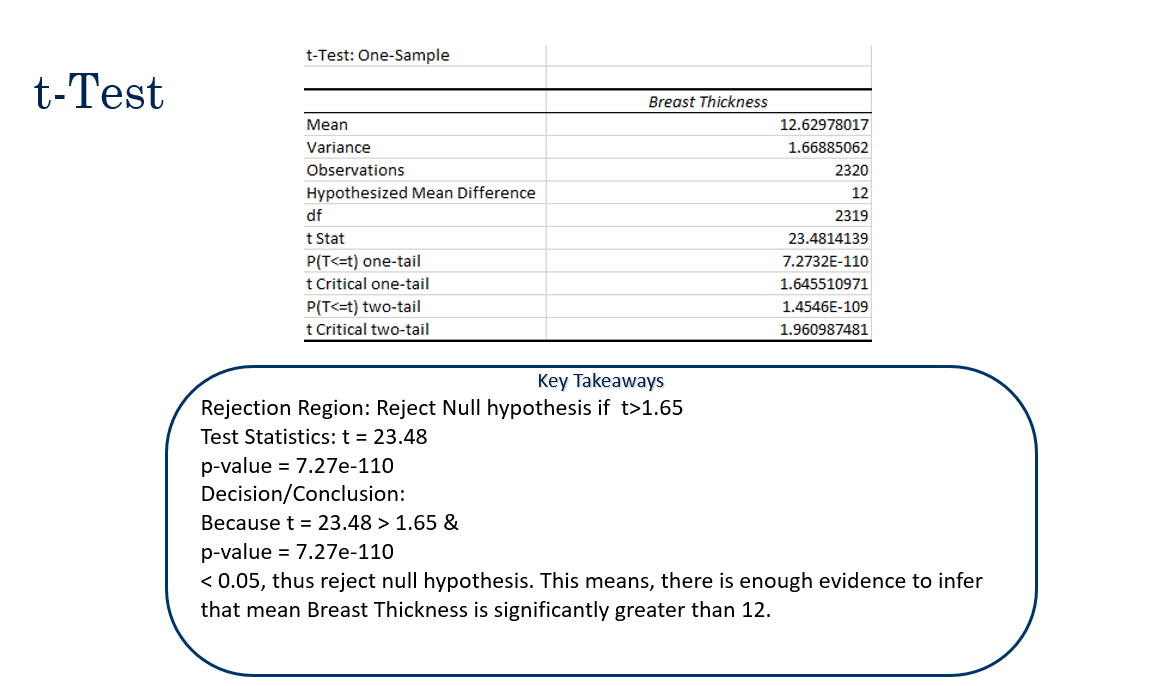 t-Test
t-Test: One-Sample
Breast Thickness
Mean 12.62978017
Variance 1.66885062
Observations 2320
Hypothesized Mean Difference 12
df 2319
t Stat 23.4814139
P(T<=t) one-tail 7.2732E-110
t Critical one-tail 1.645510971
P(T<=t) two-tail 1.4546E-109
t Critical two-tail 1.960987481
Key Takeaways
Rejection Region: Reject Null hypothesis if  t>1.65
Test Statistics: t = 23.48
p-value = 7.27e-110
Decision/Conclusion:
Because t = 23.48 > 1.65 &
p-value = 7.27e-110
< 0.05, thus reject null hypothesis. This means, there is enough evidence to infer
that mean Breast Thickness is significantly greater than 12.